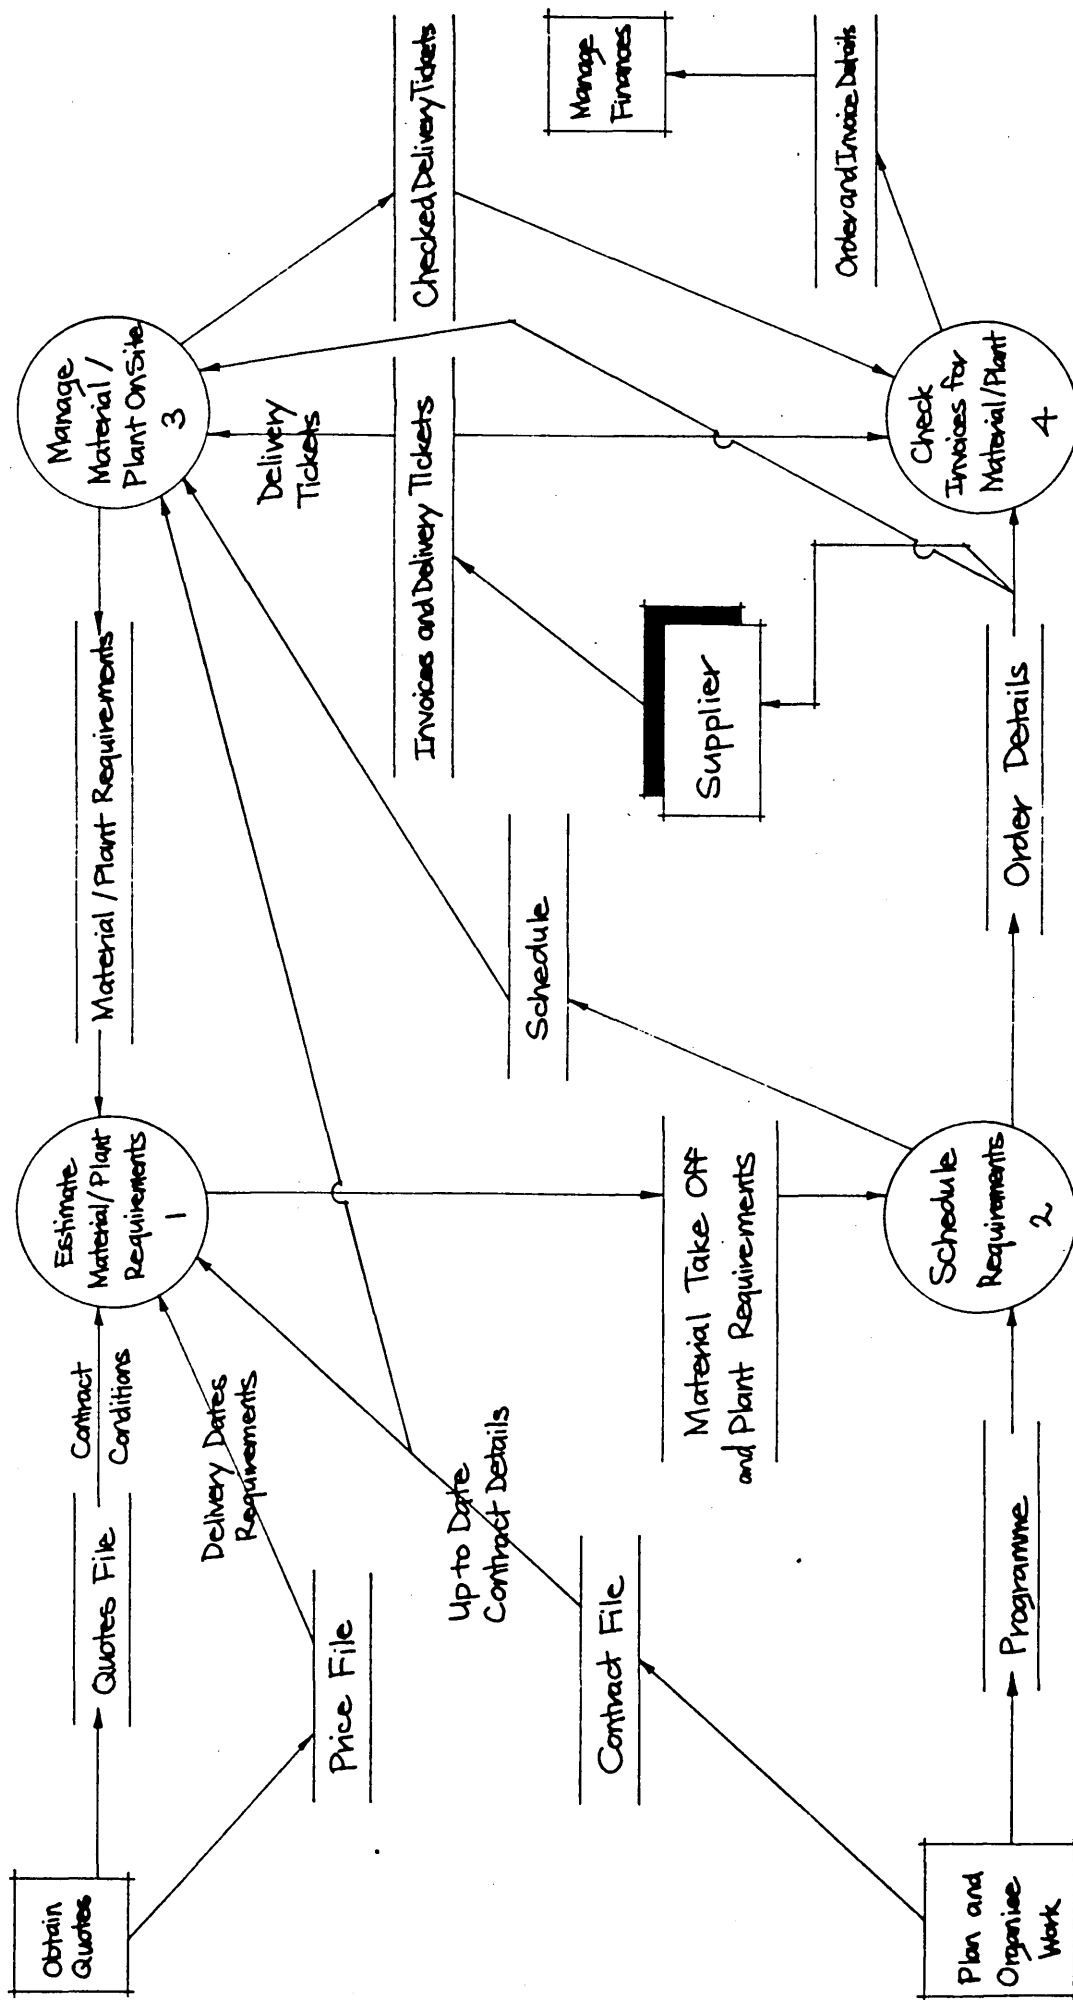 Obtain
Quotes
Quotes File
Contract
Conditions
Estimate
Material/Plant
Requirements
1
Material/Plant Requirements
Manage
Material/
Plant On Site
3
Price File
Delivery Dates
Requirements
Delivery
Tickets
Checked Delivery Tickets
Invoices and Delivery Tickets
Up to Date
Contract Details
Schedule
Manage
Finances
Contract File
Material Take Off
and Plant Requirements
Supplier
Order and Invoice Details
Plan and
Organise
Work
Programme
Schedule
Requirements
2
Order Details
Check
Invoices for
Material/Plant
4